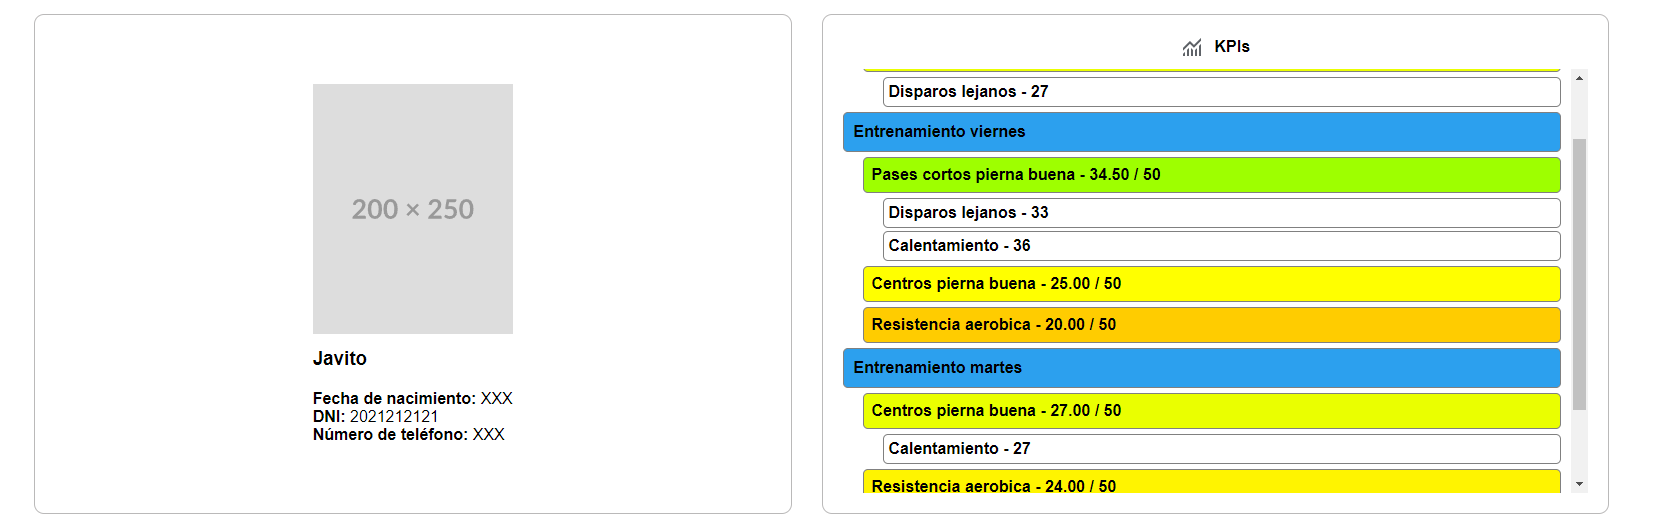 200 × 250
Javito
Fecha de nacimiento: XXX
DNI: 2021212121
Número de teléfono: XXX
KPIs
Disparos lejanos - 27
Entrenamiento viernes
Pases cortos pierna buena - 34.50 / 50
Disparos lejanos - 33
Calentamiento - 36
Centros pierna buena - 25.00 / 50
Resistencia aerobica - 20.00 / 50
Entrenamiento martes
Centros pierna buena - 27.00 / 50
Calentamiento - 27
Resistencia aerobica - 24.00 / 50